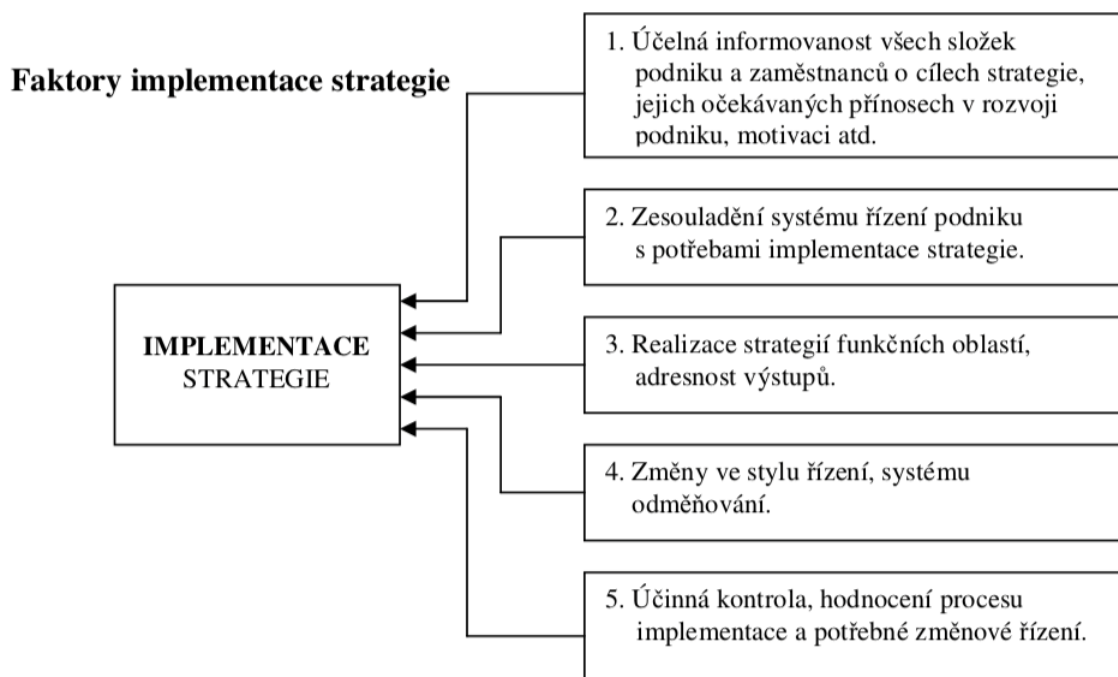 Faktory implementace strategie
1. Účelná informovanost všech složek
podniku a zaměstnanců o cílech strategie,
jejich očekávaných přínosech v rozvoji
podniku, motivaci atd.
2. Zesouladění systému řízení podniku
s potřebami implementace strategie.
IMPLEMENTACE
STRATEGIE
3. Realizace strategií funkčních oblastí,
adresnost výstupů.
4. Změny ve stylu řízení, systému
odměňování.
5. Účinná kontrola, hodnocení procesu
implementace a potřebné změnové řízení.